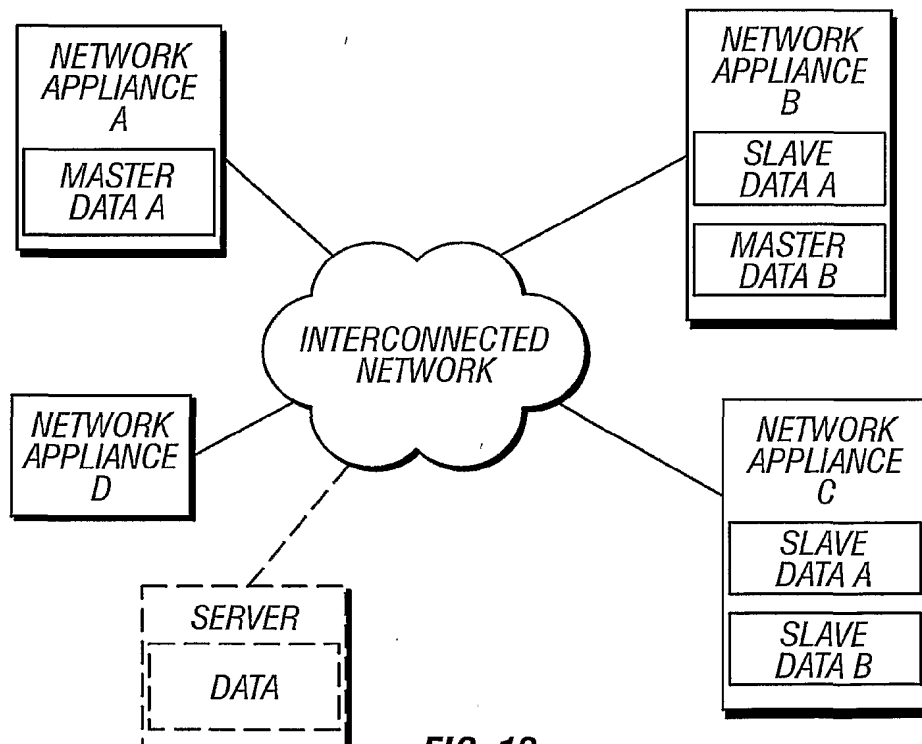 NETWORK
APPLIANCE
A
MASTER
DATA A
NETWORK
APPLIANCE
B
SLAVE
DATA A
MASTER
DATA B
INTERCONNECTED
NETWORK
NETWORK
APPLIANCE
D
NETWORK
APPLIANCE
C
SLAVE
DATA A
SLAVE
DATA B
SERVER
DATA